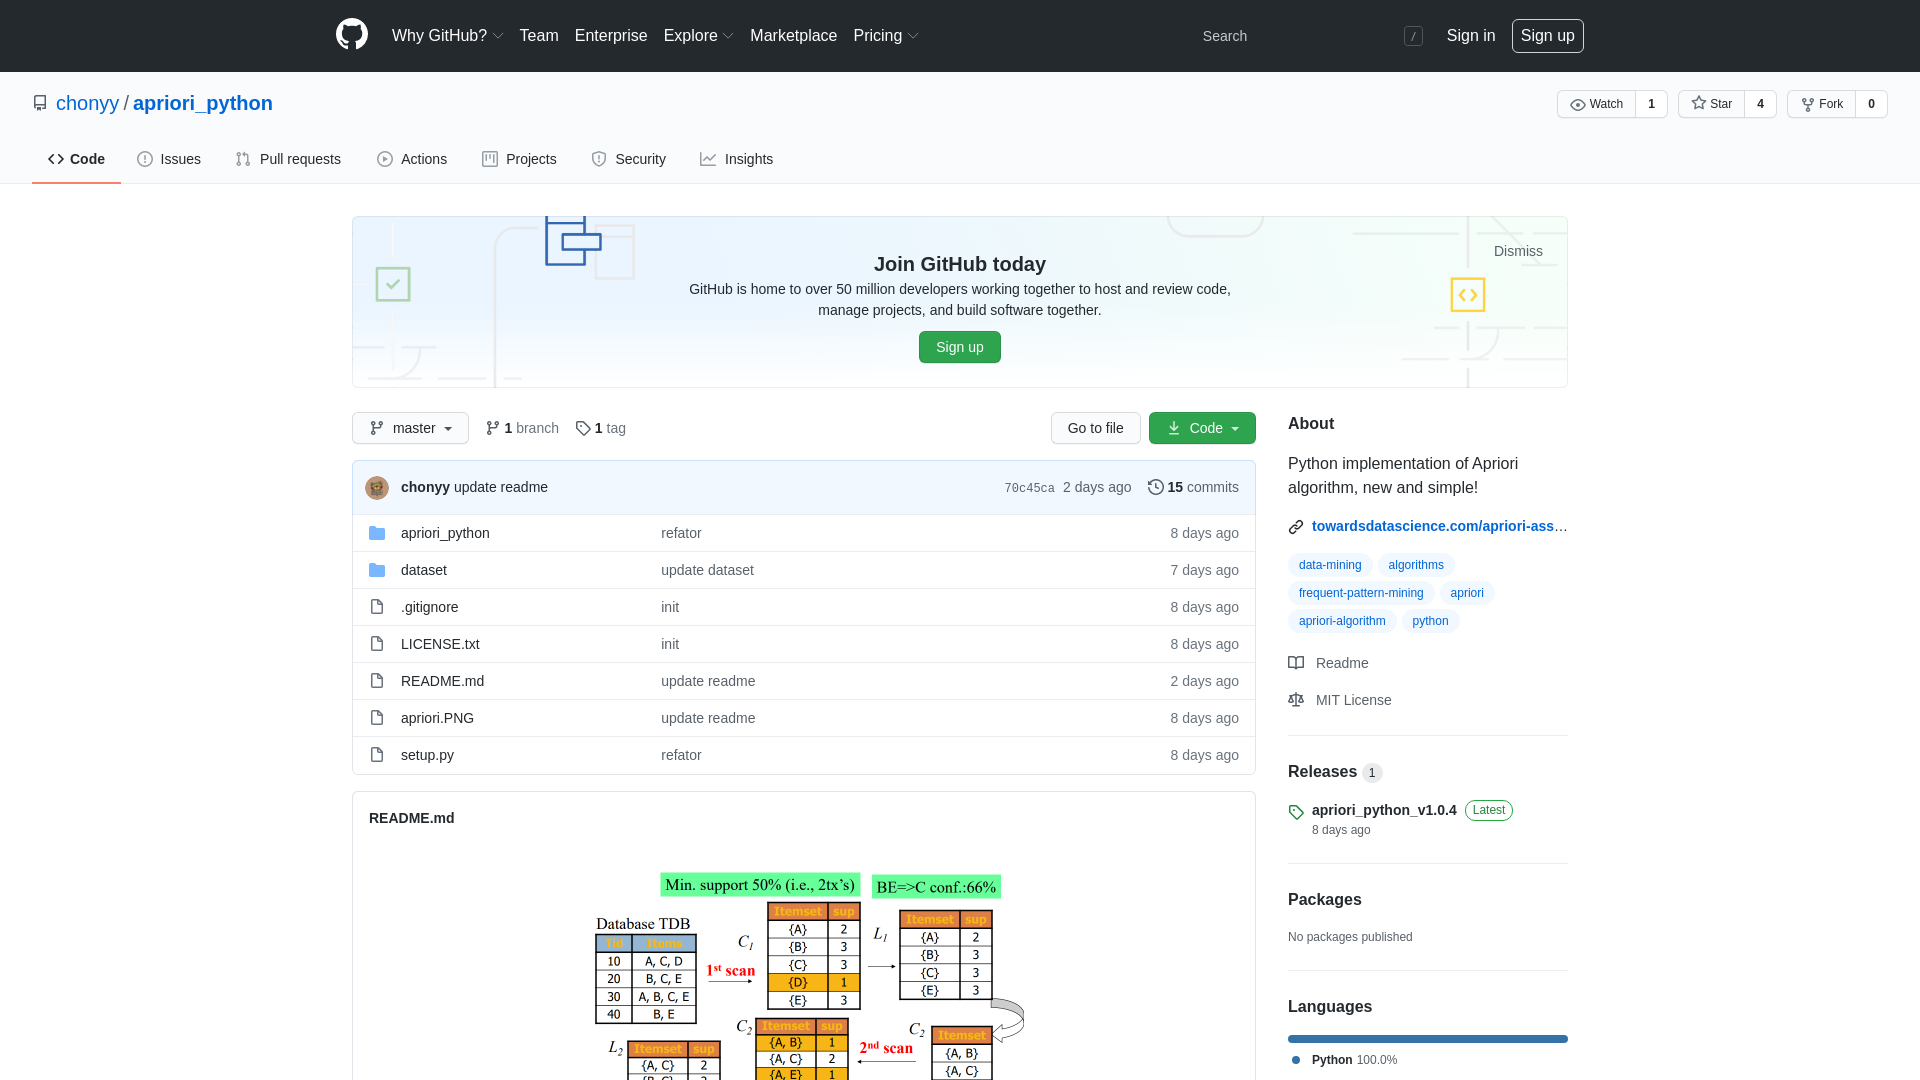 Why GitHub? Team Enterprise Explore Marketplace Pricing Search / Sign in Sign up
chonyy / apriori_python Watch 1 Star 4 Fork 0
Code Issues Pull requests Actions Projects Security Insights
Dismiss
Join GitHub today
GitHub is home to over 50 million developers working together to host and review code,
manage projects, and build software together.
Sign up
master 1 branch 1 tag Go to file Code
chonyy update readme 70c45ca 2 days ago 15 commits
apriori_python refator 8 days ago
dataset update dataset 7 days ago
.gitignore init 8 days ago
LICENSE.txt init 8 days ago
README.md update readme 2 days ago
apriori.PNG update readme 8 days ago
setup.py refator 8 days ago
README.md
Min. support 50% (i.e., 2tx's) BE=>C conf.:66%
Database TDB
Tid Items
10 A, C, D
20 B, C, E
30 A, B, C, E
40 B, E
1st scan
C1
Itemset sup
{A} 2
{B} 3
{C} 3
{D} 1
{E} 3
L1
Itemset sup
{A} 2
{B} 3
{C} 3
{E} 3
C2
Itemset
{A, B}
{A, C}
2nd scan
C2
Itemset sup
{A, B} 1
{A, C} 2
{A, E} 1
L2
Itemset sup
{A, C} 2
About
Python implementation of Apriori
algorithm, new and simple!
towardsdatascience.com/apriori-ass…
data-mining algorithms
frequent-pattern-mining apriori
apriori-algorithm python
Readme
MIT License
Releases 1
apriori_python_v1.0.4 Latest
8 days ago
Packages
No packages published
Languages
Python 100.0%